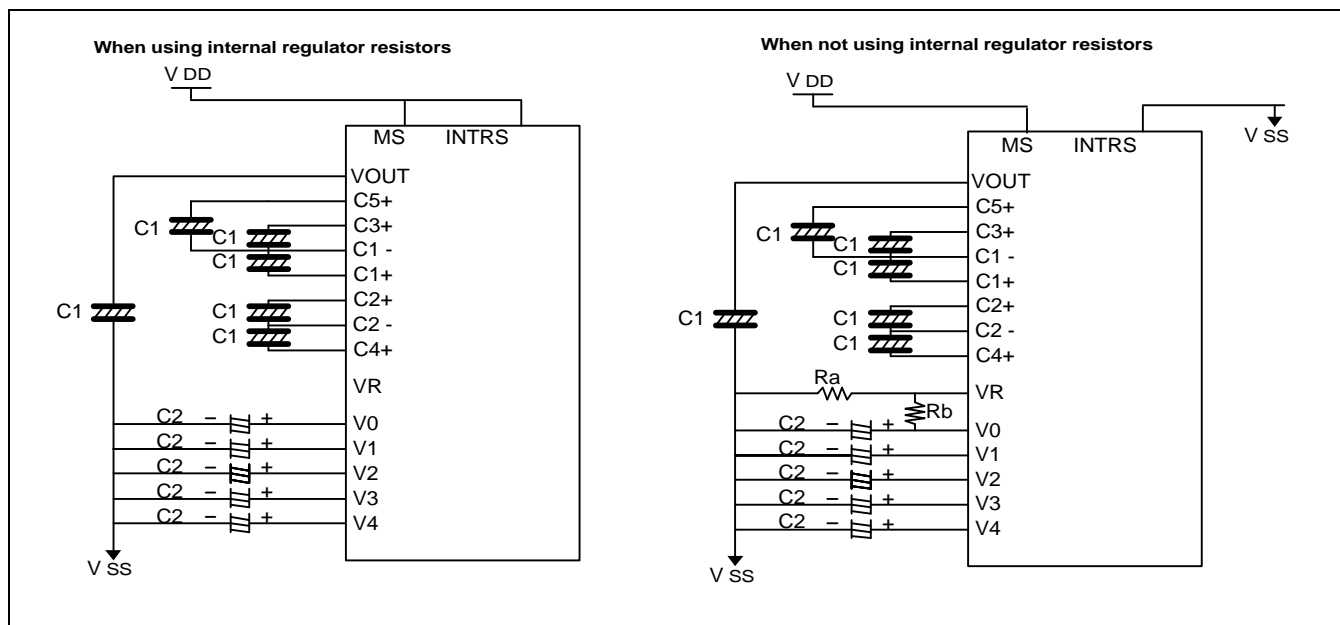 When using internal regulator resistors
V DD
MS INTRS
VOUT
C5+
C1
C3+
C1
C1 -
C1
C1+
C2+
C1
C1
C2 -
C1
C4+
VR
C2 − + V0
C2 − + V1
C2 − + V2
C2 − + V3
C2 − + V4
V SS
When not using internal regulator resistors
V DD
V SS
MS INTRS
VOUT
C5+
C1
C3+
C1
C1 -
C1
C1+
C2+
C1
C1
C2 -
C1
C4+
Ra
VR
Rb
C2 − + V0
C2 − + V1
C2 − + V2
C2 − + V3
C2 − + V4
V SS